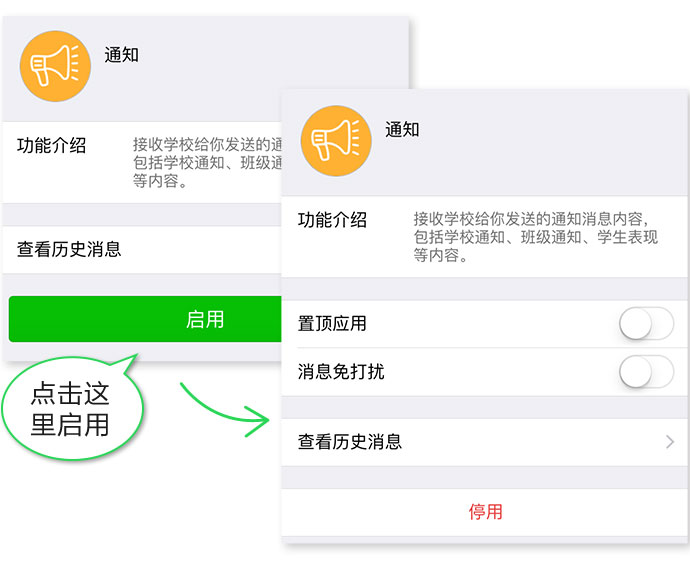 通知
功能介绍
接收学校给你发送的通
包括学校通知、班级通
等内容。
查看历史消息
启用
点击这
里启用
通知
功能介绍
接收学校给你发送的通知消息内容，
包括学校通知、班级通知、学生表现
等内容。
置顶应用
消息免打扰
查看历史消息
停用